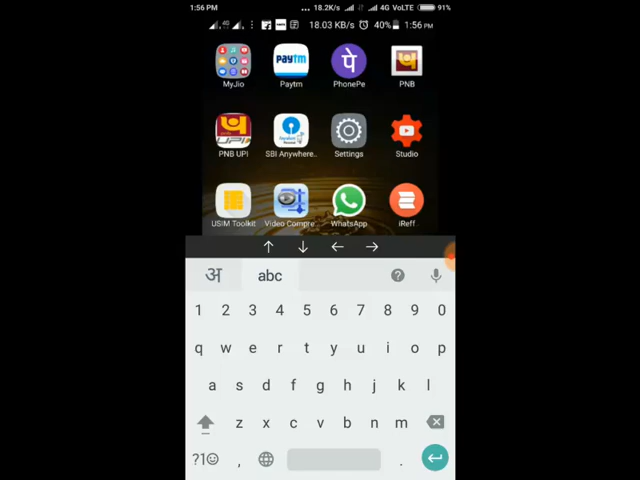 1:56 PM ... 18.2K/s 4G VoLTE 91%
4G 18.03 KB/s 40% 1:56 PM
MyJio Paytm PhonePe PNB
PNB UPI SBI Anywhere.. Settings Studio
USIM Toolkit Video Compre.. WhatsApp iReff
↑ ↓ ← →
अ abc ?
1 2 3 4 5 6 7 8 9 0
q w e r t y u i o p
a s d f g h j k l
z x c v b n m
?1☺ , .